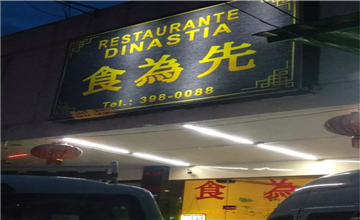 RESTAURANTE
DINASTIA
食為先
Tel.: 398-0088
食為